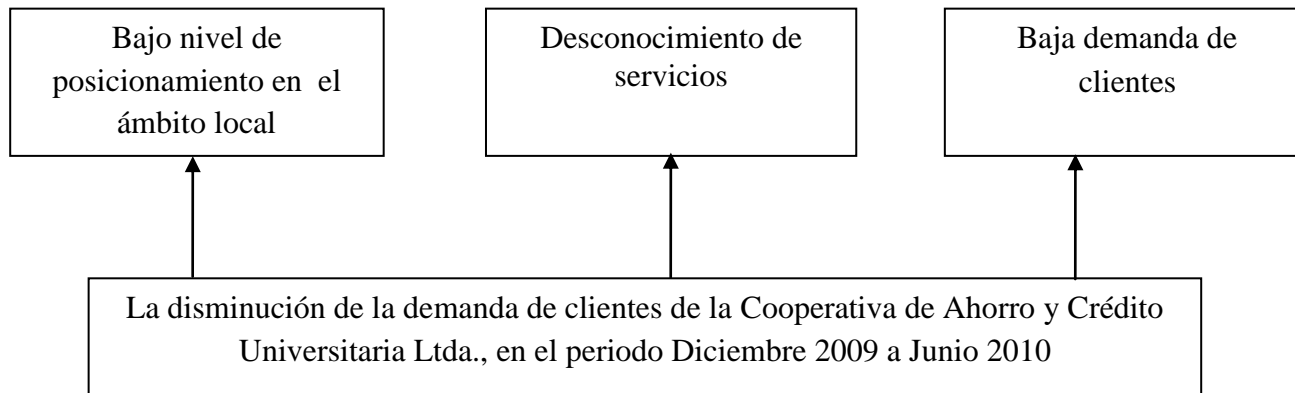 Bajo nivel de
posicionamiento en el
ámbito local
Desconocimiento de
servicios
Baja demanda de
clientes
La disminución de la demanda de clientes de la Cooperativa de Ahorro y Crédito
Universitaria Ltda., en el periodo Diciembre 2009 a Junio 2010